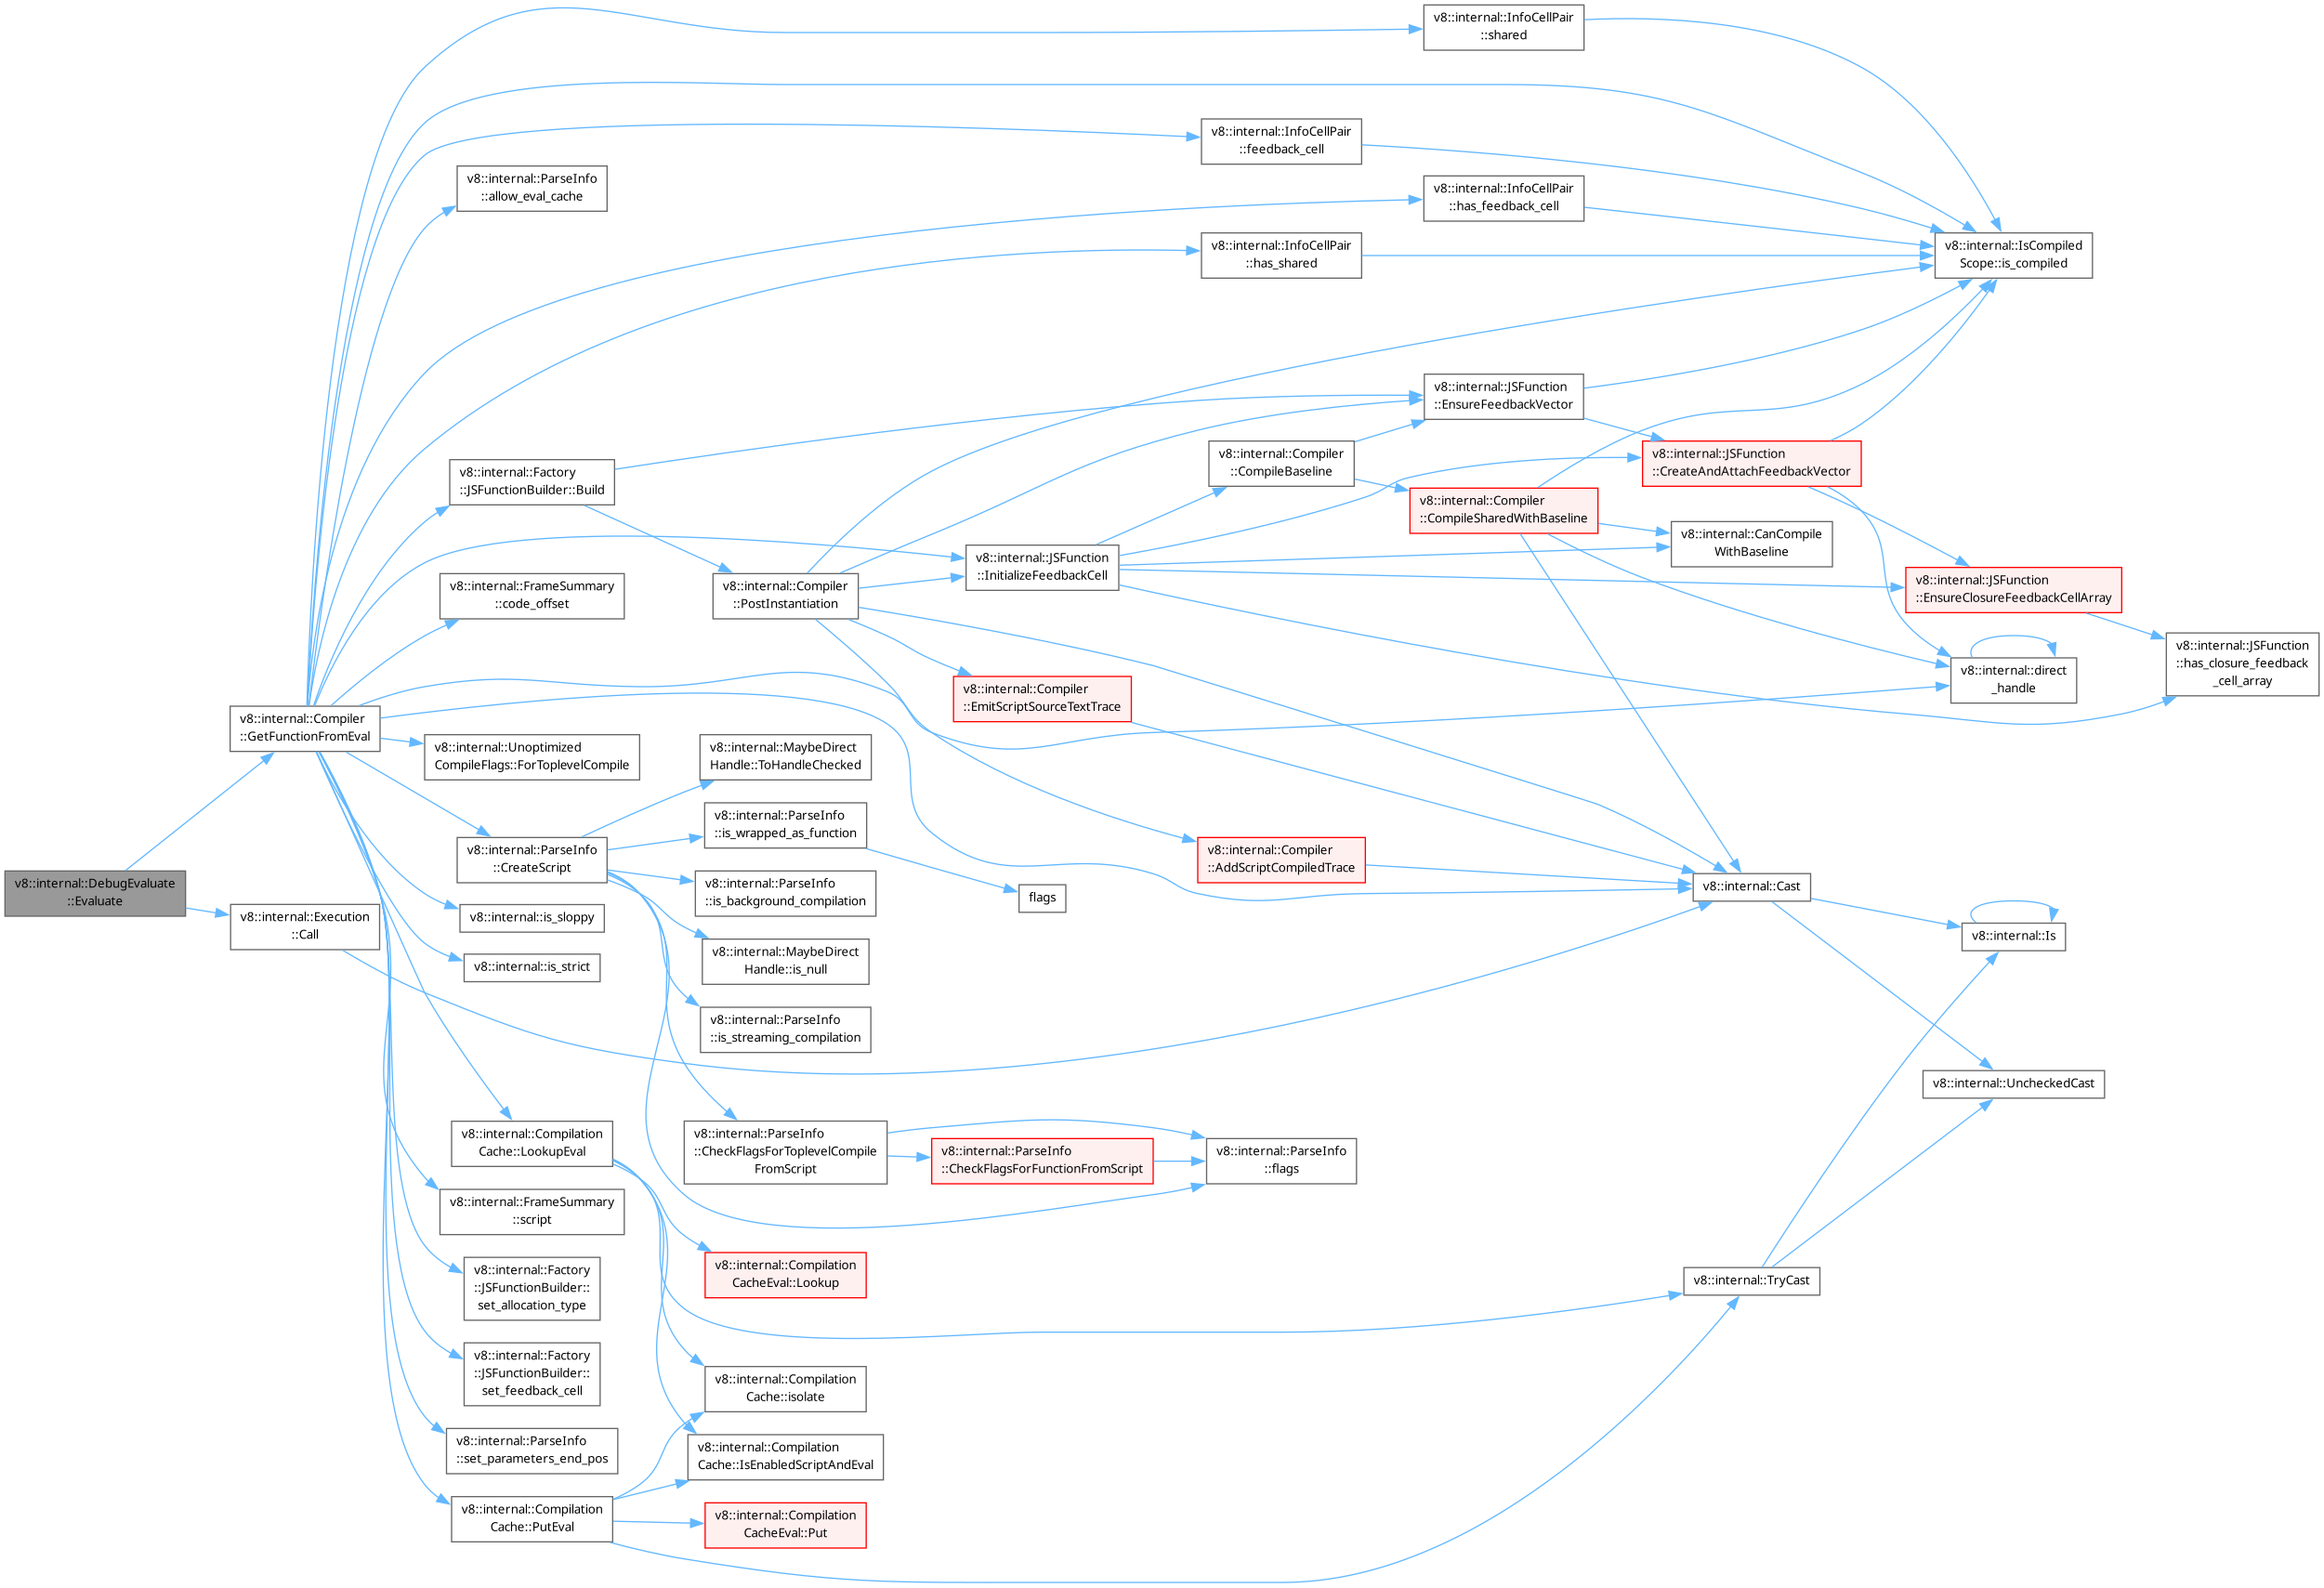 v8::internal::InfoCellPair
::shared
v8::internal::InfoCellPair
::feedback_cell
v8::internal::ParseInfo
::allow_eval_cache
v8::internal::InfoCellPair
::has_feedback_cell
v8::internal::InfoCellPair
::has_shared
v8::internal::IsCompiled
Scope::is_compiled
v8::internal::JSFunction
::EnsureFeedbackVector
v8::internal::Factory
::JSFunctionBuilder::Build
v8::internal::Compiler
::CompileBaseline
v8::internal::JSFunction
::CreateAndAttachFeedbackVector
v8::internal::Compiler
::CompileSharedWithBaseline
v8::internal::CanCompile
WithBaseline
v8::internal::FrameSummary
::code_offset
v8::internal::Compiler
::PostInstantiation
v8::internal::JSFunction
::InitializeFeedbackCell
v8::internal::JSFunction
::EnsureClosureFeedbackCellArray
v8::internal::JSFunction
::has_closure_feedback
_cell_array
v8::internal::direct
_handle
v8::internal::Compiler
::EmitScriptSourceTextTrace
v8::internal::Compiler
::GetFunctionFromEval
v8::internal::Unoptimized
CompileFlags::ForToplevelCompile
v8::internal::MaybeDirect
Handle::ToHandleChecked
v8::internal::ParseInfo
::is_wrapped_as_function
v8::internal::ParseInfo
::CreateScript
v8::internal::Compiler
::AddScriptCompiledTrace
v8::internal::DebugEvaluate
::Evaluate
v8::internal::ParseInfo
::is_background_compilation
flags
v8::internal::Cast
v8::internal::Execution
::Call
v8::internal::is_sloppy
v8::internal::Is
v8::internal::MaybeDirect
Handle::is_null
v8::internal::is_strict
v8::internal::ParseInfo
::is_streaming_compilation
v8::internal::UncheckedCast
v8::internal::Compilation
Cache::LookupEval
v8::internal::ParseInfo
::CheckFlagsForToplevelCompile
FromScript
v8::internal::ParseInfo
::CheckFlagsForFunctionFromScript
v8::internal::ParseInfo
::flags
v8::internal::FrameSummary
::script
v8::internal::Compilation
CacheEval::Lookup
v8::internal::Factory
::JSFunctionBuilder::
set_allocation_type
v8::internal::TryCast
v8::internal::Factory
::JSFunctionBuilder::
set_feedback_cell
v8::internal::Compilation
Cache::isolate
v8::internal::ParseInfo
::set_parameters_end_pos
v8::internal::Compilation
Cache::IsEnabledScriptAndEval
v8::internal::Compilation
Cache::PutEval
v8::internal::Compilation
CacheEval::Put